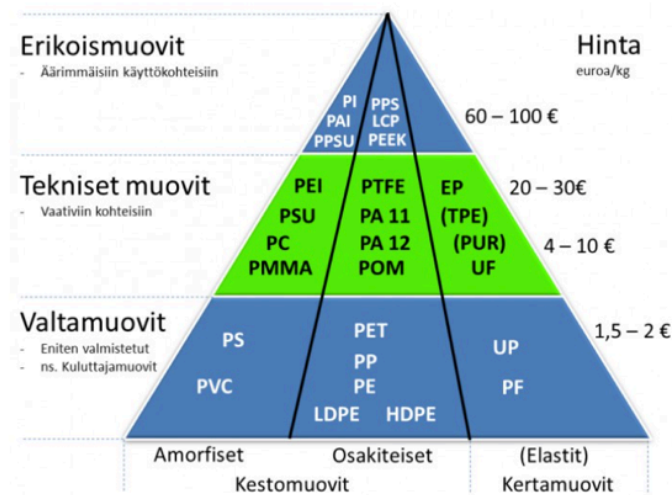 Erikoismuovit
- Äärimmäisiin käyttökohteisiin
Hinta
euroa/kg
PI PPS
PAI LCP
PPSU PEEK
60 – 100 €
Tekniset muovit
- Vaativiin kohteisiin
PEI PTFE EP
PSU PA 11 (TPE)
PC PA 12 (PUR)
PMMA POM UF
20 – 30€
4 – 10 €
Valtamuovit
- Eniten valmistetut
- ns. Kuluttajamuovit
PS PET UP
PP
PVC PE PF
LDPE HDPE
1,5 – 2 €
Amorfiset Osakiteiset (Elastit)
Kestomuovit Kertamuovit